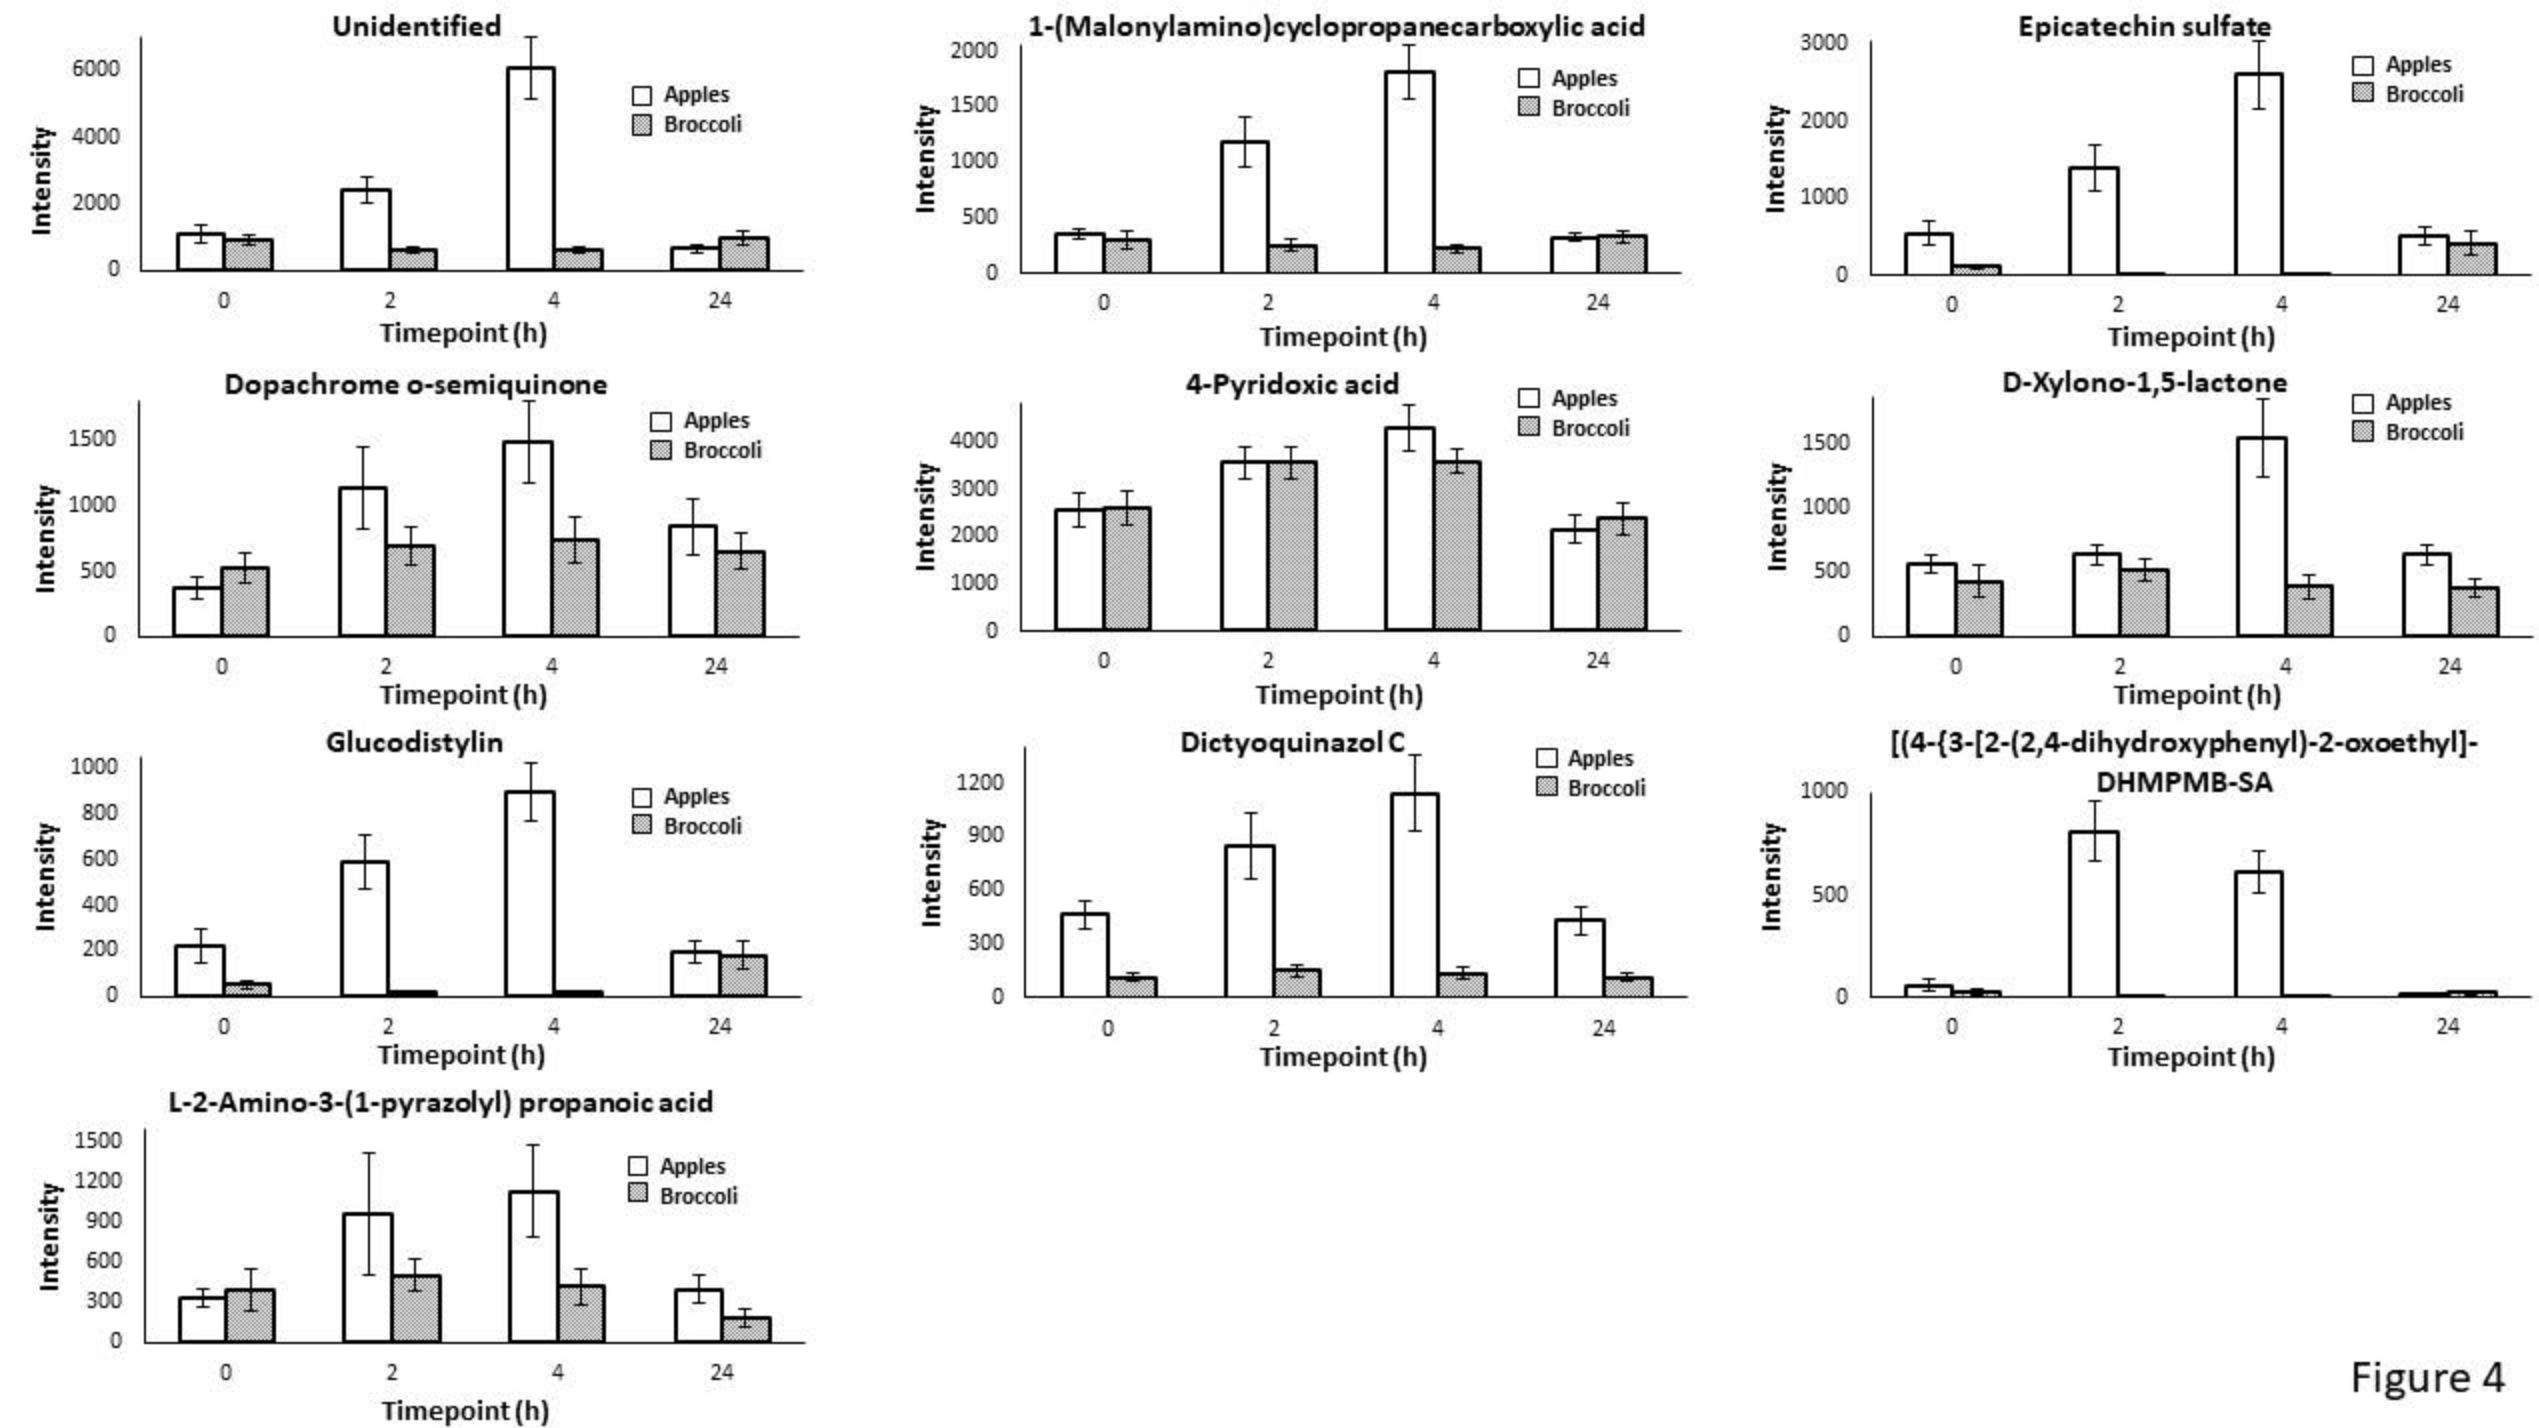 Unidentified
6000
4000
2000
0
Intensity
Apples
Broccoli
0 2 4 24
Timepoint (h)
1-(Malonylamino)cyclopropanecarboxylic acid
2000
1500
1000
500
0
Intensity
Apples
Broccoli
0 2 4 24
Timepoint (h)
Epicatechin sulfate
3000
2000
1000
0
Intensity
Apples
Broccoli
0 2 4 24
Timepoint (h)
Dopachrome o-semiquinone
1500
1000
500
0
Intensity
Apples
Broccoli
0 2 4 24
Timepoint (h)
4-Pyridoxic acid
4000
3000
2000
1000
0
Intensity
Apples
Broccoli
0 2 4 24
Timepoint (h)
D-Xylono-1,5-lactone
1500
1000
500
0
Intensity
Apples
Broccoli
0 2 4 24
Timepoint (h)
Glucodistylin
1000
800
600
400
200
0
Intensity
Apples
Broccoli
0 2 4 24
Timepoint (h)
Dictyoquinazol C
1200
900
600
300
0
Intensity
Apples
Broccoli
0 2 4 24
Timepoint (h)
[(4-{3-[2-(2,4-dihydroxyphenyl)-2-oxoethyl]-
DHMPMB-SA
1000
500
0
Intensity
0 2 4 24
Timepoint (h)
L-2-Amino-3-(1-pyrazolyl) propanoic acid
1500
1200
900
600
300
0
Intensity
Apples
Broccoli
0 2 4 24
Timepoint (h)
Figure 4